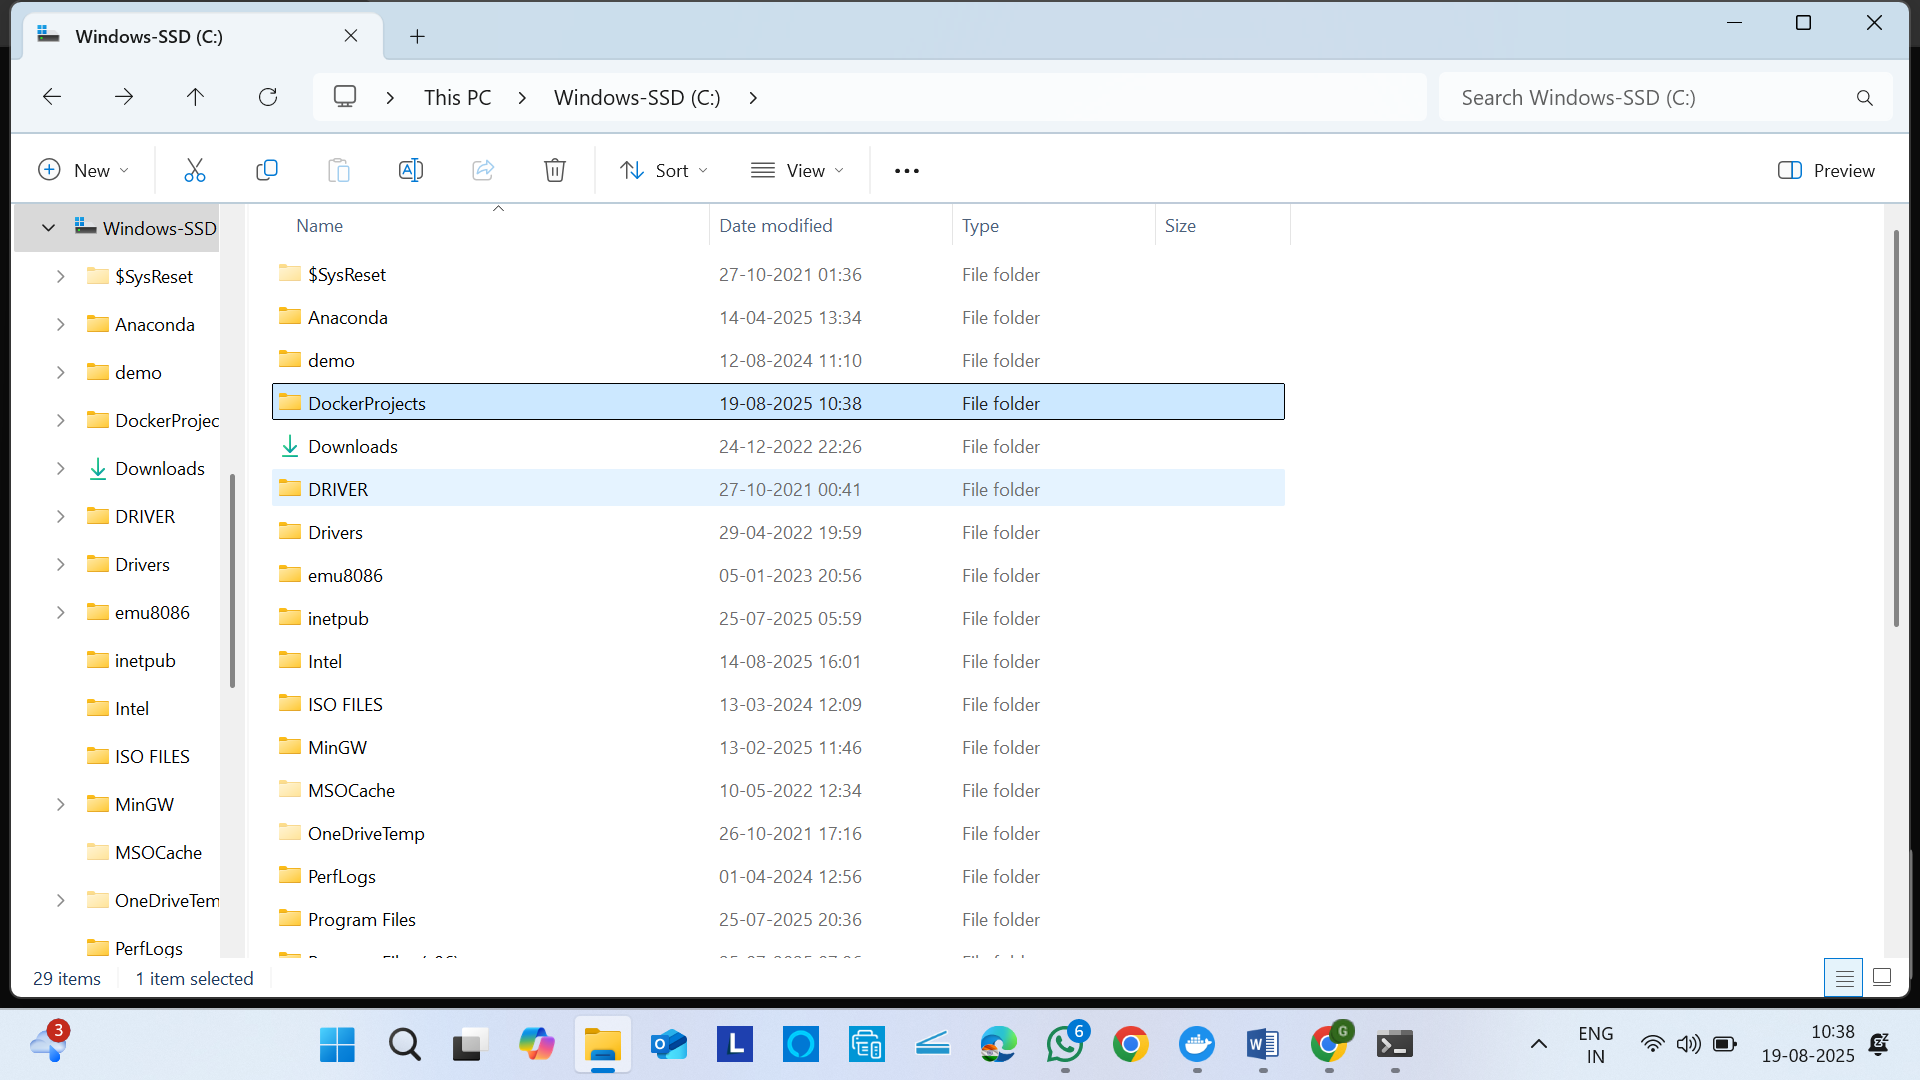 Windows-SSD (C:)
This PC
Windows-SSD (C:)
Search Windows-SSD (C:)
New
Sort
View
Preview
Windows-SSD
$SysReset
Anaconda
demo
DockerProjec
Downloads
DRIVER
Drivers
emu8086
inetpub
Intel
ISO FILES
MinGW
MSOCache
OneDriveTem
PerfLogs
Name Date modified Type Size
$SysReset 27-10-2021 01:36 File folder
Anaconda 14-04-2025 13:34 File folder
demo 12-08-2024 11:10 File folder
DockerProjects 19-08-2025 10:38 File folder
Downloads 24-12-2022 22:26 File folder
DRIVER 27-10-2021 00:41 File folder
Drivers 29-04-2022 19:59 File folder
emu8086 05-01-2023 20:56 File folder
inetpub 25-07-2025 05:59 File folder
Intel 14-08-2025 16:01 File folder
ISO FILES 13-03-2024 12:09 File folder
MinGW 13-02-2025 11:46 File folder
MSOCache 10-05-2022 12:34 File folder
OneDriveTemp 26-10-2021 17:16 File folder
PerfLogs 01-04-2024 12:56 File folder
Program Files 25-07-2025 20:36 File folder
29 items 1 item selected
3
L
6
G
ENG
IN
10:38
19-08-2025